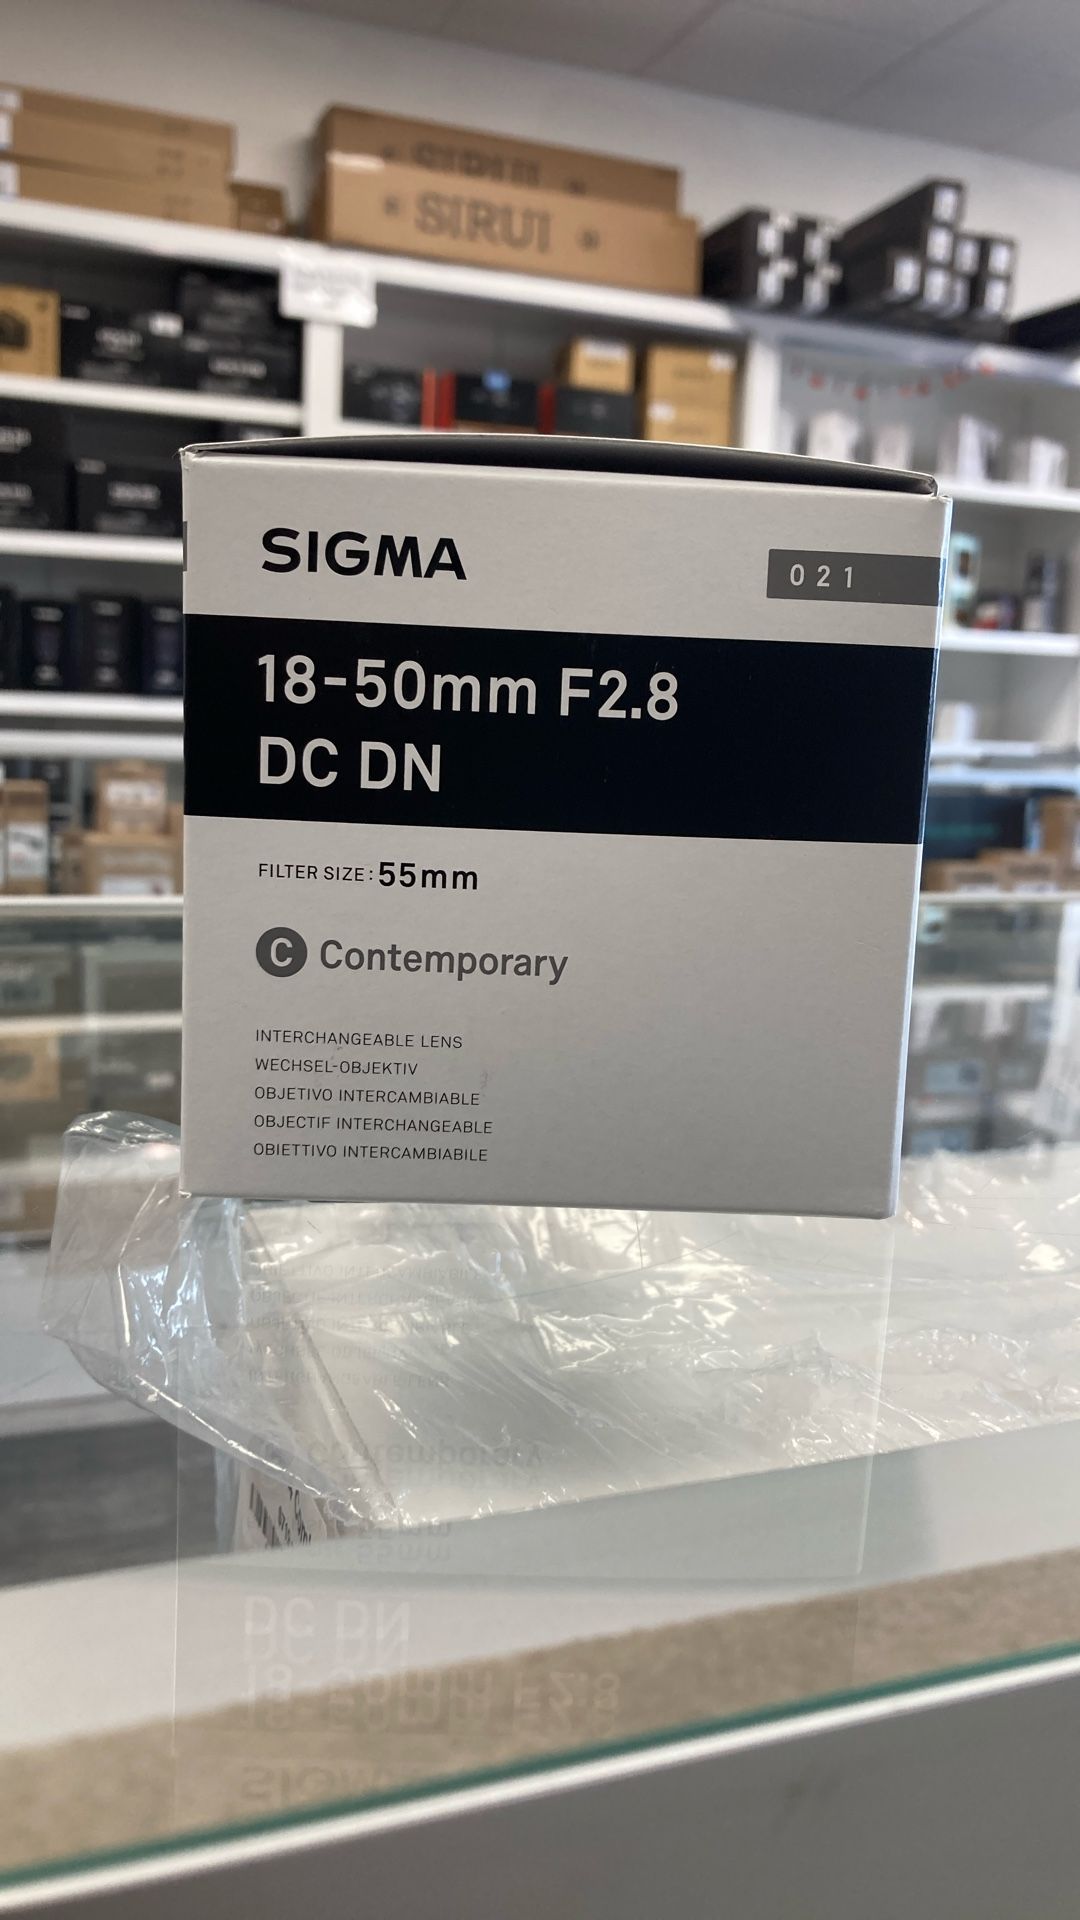 SIRUI
SIGMA
021
18-50mm F2.8
DC DN
FILTER SIZE: 55mm
C Contemporary
INTERCHANGEABLE LENS
WECHSEL-OBJEKTIV
OBJETIVO INTERCAMBIABLE
OBJECTIF INTERCHANGEABLE
OBIETTIVO INTERCAMBIABILE